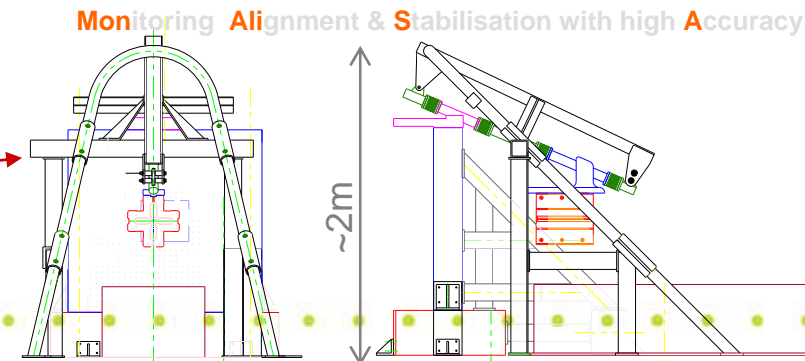 Monitoring Alignment & Stabilisation with high Accuracy
~2m